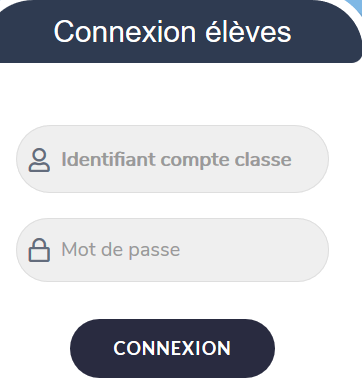 Connexion élèves
Identifiant compte classe
Mot de passe
CONNEXION